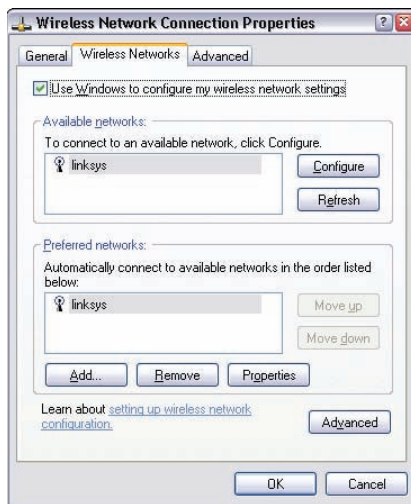 Wireless Network Connection Properties
General Wireless Networks Advanced
Use Windows to configure my wireless network settings
Available networks:
To connect to an available network, click Configure.
linksys
Configure
Refresh
Preferred networks:
Automatically connect to available networks in the order listed
below:
linksys
Move up
Move down
Add... Remove Properties
Learn about setting up wireless network
configuration.
Advanced
OK Cancel